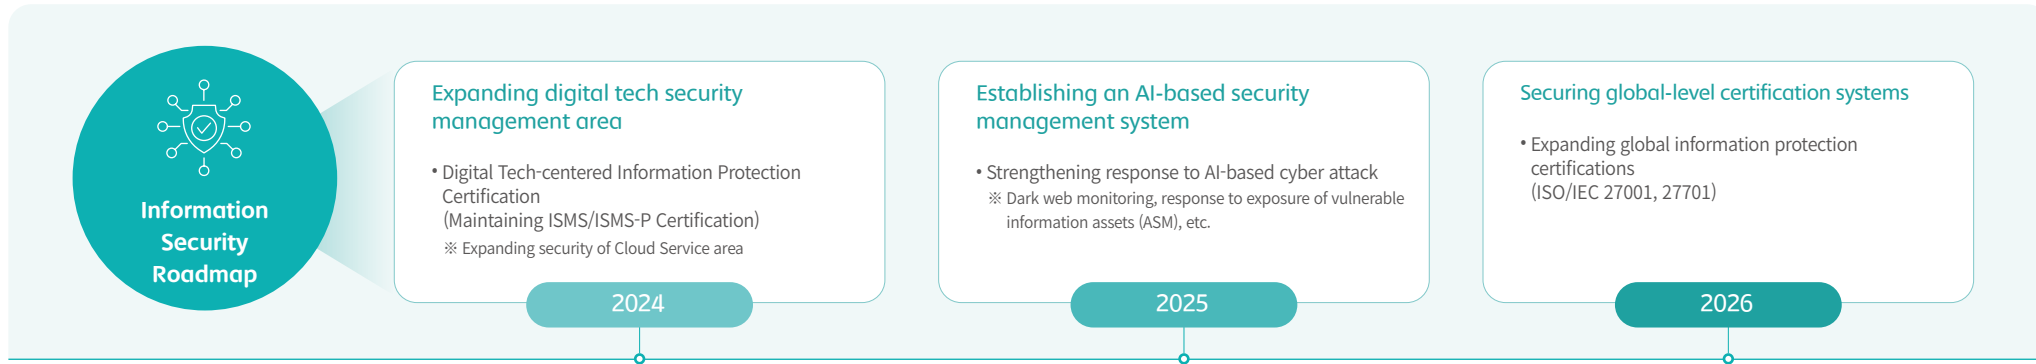 Information
Security
Roadmap
Expanding digital tech security
management area
• Digital Tech-centered Information Protection
Certification
(Maintaining ISMS/ISMS-P Certification)
※ Expanding security of Cloud Service area
2024
Establishing an AI-based security
management system
• Strengthening response to AI-based cyber attack
※ Dark web monitoring, response to exposure of vulnerable
information assets (ASM), etc.
2025
Securing global-level certification systems
• Expanding global information protection
certifications
(ISO/IEC 27001, 27701)
2026